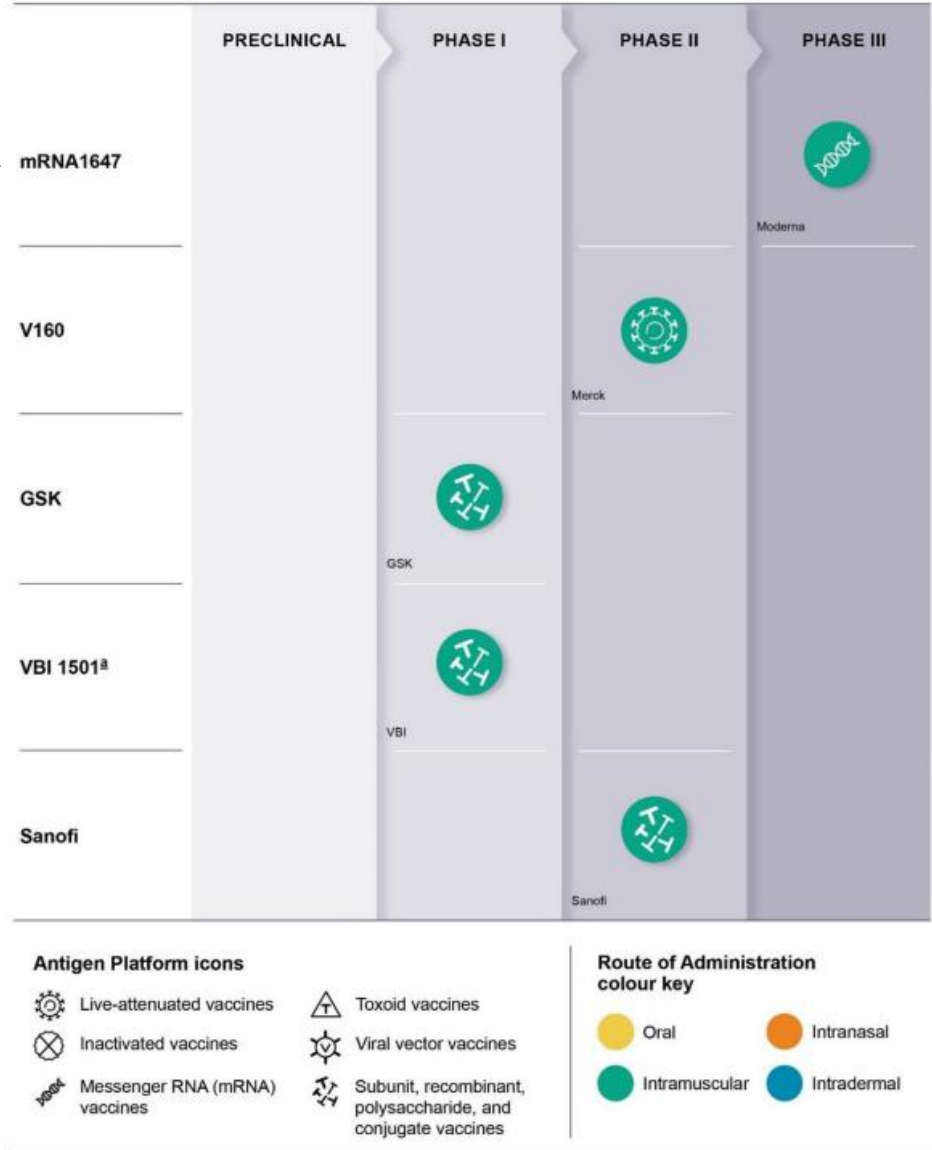 PRECLINICAL PHASE I PHASE II PHASE III
mRNA1647
Moderna
V160
Merck
GSK
GSK
VBI 1501ª
VBI
Sanofi
Sanofi
Antigen Platform icons
Live-attenuated vaccines
Inactivated vaccines
Messenger RNA (mRNA)
vaccines
Toxoid vaccines
Viral vector vaccines
Subunit, recombinant,
polysaccharide, and
conjugate vaccines
Route of Administration
colour key
Oral
Intranasal
Intramuscular
Intradermal